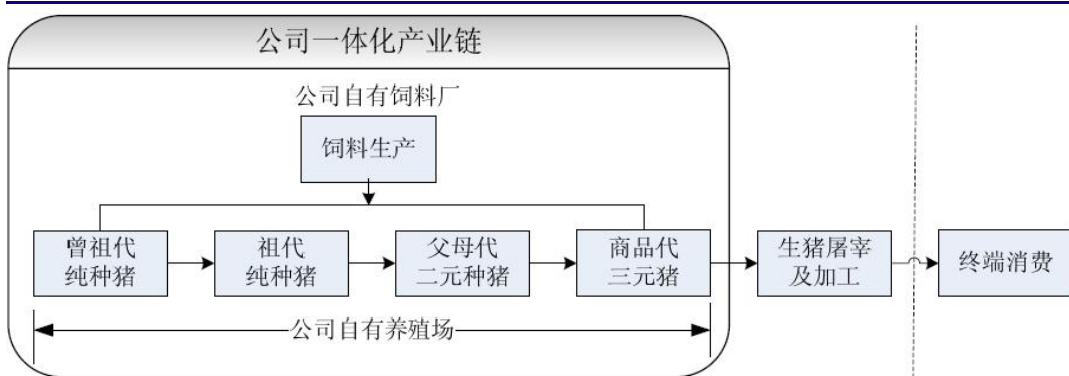 公司一体化产业链
公司自有饲料厂
饲料生产
曾祖代
纯种猪
祖代
纯种猪
父母代
二元种猪
商品代
三元猪
生猪屠宰
及加工
终端消费
公司自有养殖场